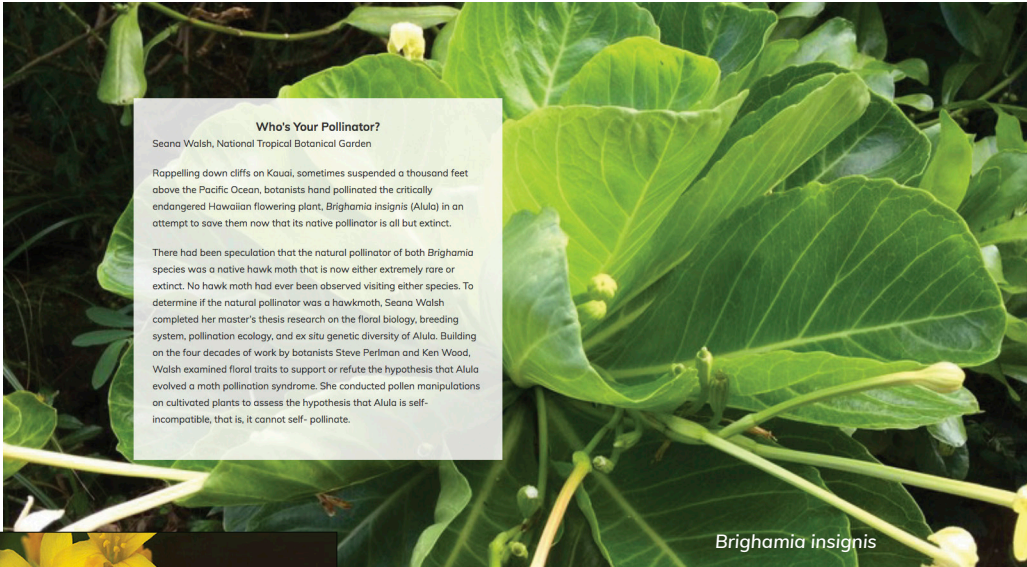 Who's Your Pollinator?
Seana Walsh, National Tropical Botanical Garden
Rappelling down cliffs on Kauai, sometimes suspended a thousand feet
above the Pacific Ocean, botanists hand pollinated the critically
endangered Hawaiian flowering plant, Brighamia insignis (Alula) in an
attempt to save them now that its native pollinator is all but extinct.
There had been speculation that the natural pollinator of both Brighamia
species was a native hawk moth that is now either extremely rare or
extinct. No hawk moth had ever been observed visiting either species. To
determine if the natural pollinator was a hawkmoth, Seana Walsh
completed her master's thesis research on the floral biology, breeding
system, pollination ecology, and ex situ genetic diversity of Alula. Building
on the four decades of work by botanists Steve Perlman and Ken Wood,
Walsh examined floral traits to support or refute the hypothesis that Alula
evolved a moth pollination syndrome. She conducted pollen manipulations
on cultivated plants to assess the hypothesis that Alula is self-
incompatible, that is, it cannot self- pollinate.
Brighamia insignis